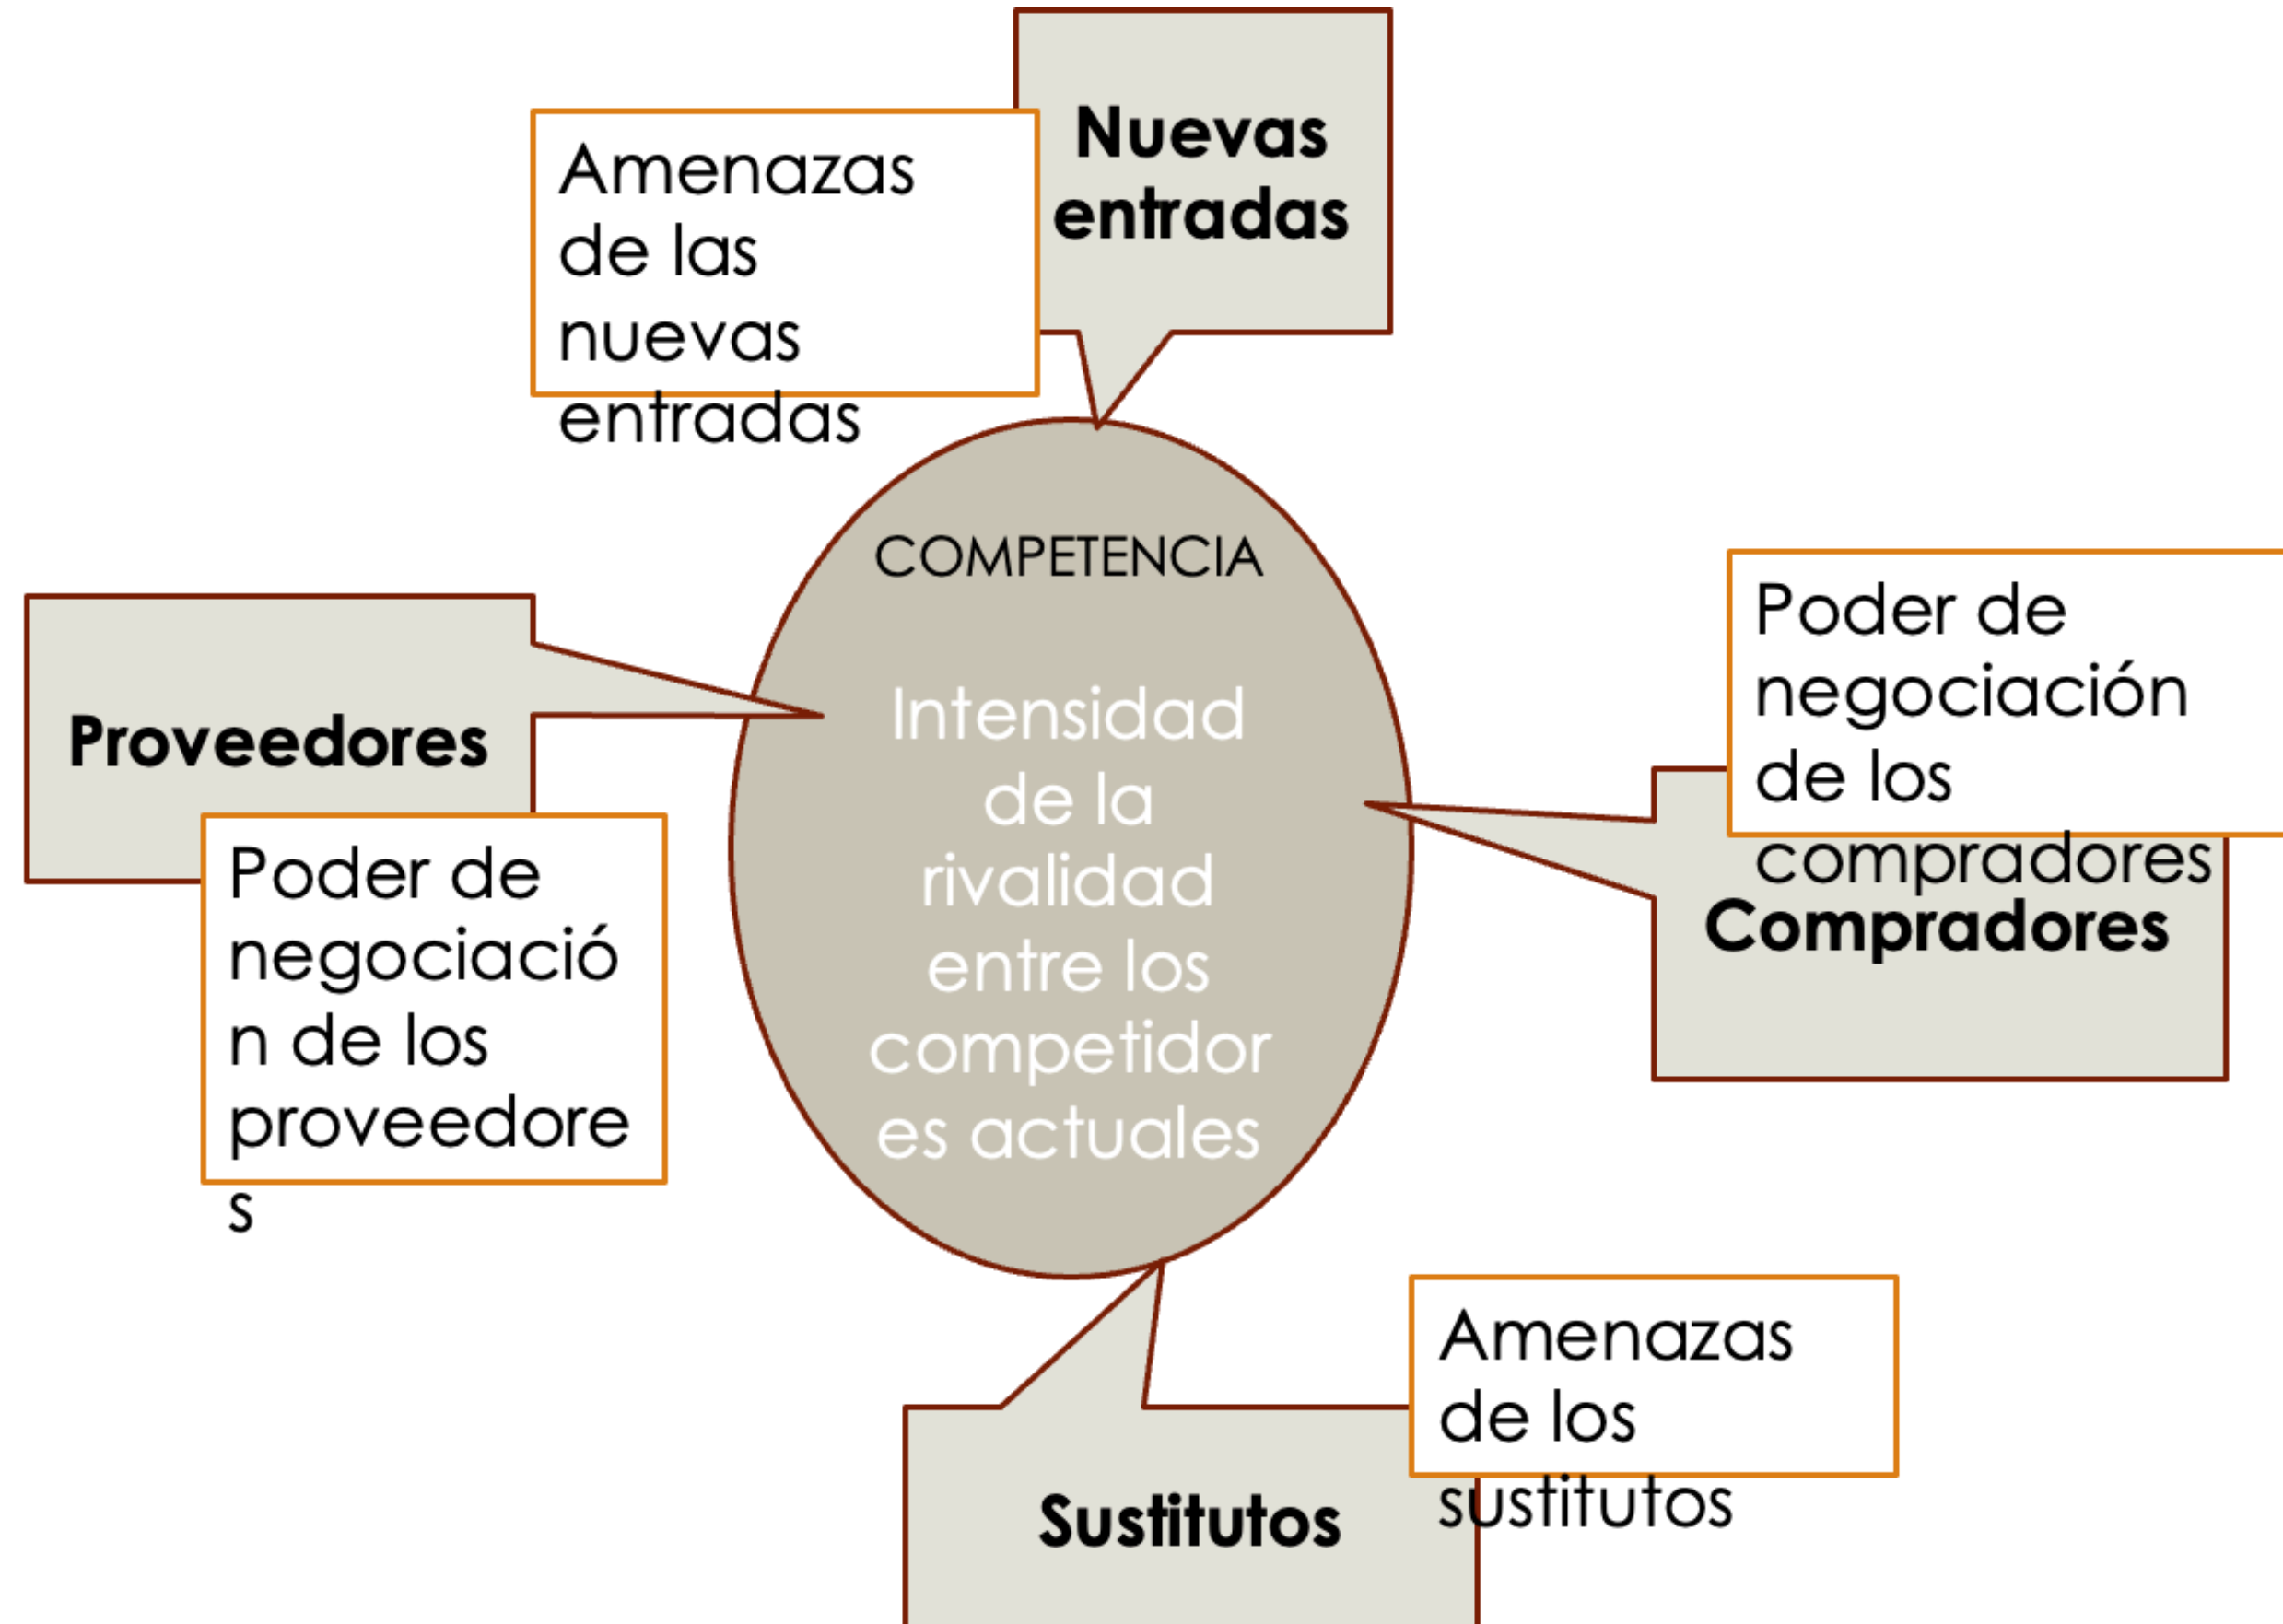 Nuevas
entradas
Amenazas
de las
nuevas
entradas
COMPETENCIA
Intensidad
de la
rivalidad
entre los
competidor
es actuales
Proveedores
Poder de
negociació
n de los
proveedore
s
Poder de
negociación
de los
compradores
Compradores
Amenazas
de los
sustitutos
Sustitutos